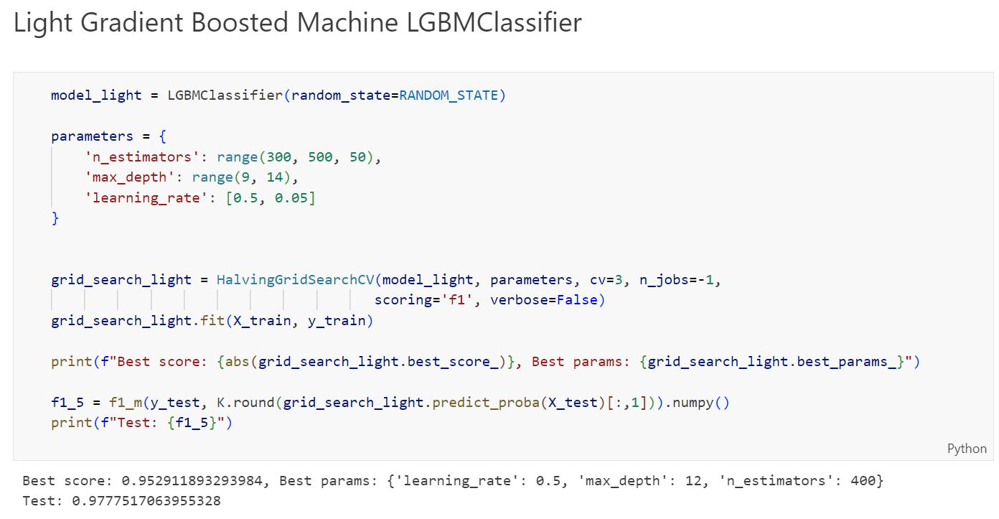 Light Gradient Boosted Machine LGBMClassifier
model_light = LGBMClassifier(random_state=RANDOM_STATE)
parameters = {
    'n_estimators': range(300, 500, 50),
    'max_depth': range(9, 14),
    'learning_rate': [0.5, 0.05]
}
grid_search_light = HalvingGridSearchCV(model_light, parameters, cv=3, n_jobs=-1,
                                       scoring='f1', verbose=False)
grid_search_light.fit(X_train, y_train)
print(f"Best score: {abs(grid_search_light.best_score_)}, Best params: {grid_search_light.best_params_}")
f1_5 = f1_m(y_test, K.round(grid_search_light.predict_proba(X_test)[:,1])).numpy()
print(f"Test: {f1_5}")
Python
Best score: 0.952911893293984, Best params: {'learning_rate': 0.5, 'max_depth': 12, 'n_estimators': 400}
Test: 0.9777517063955328